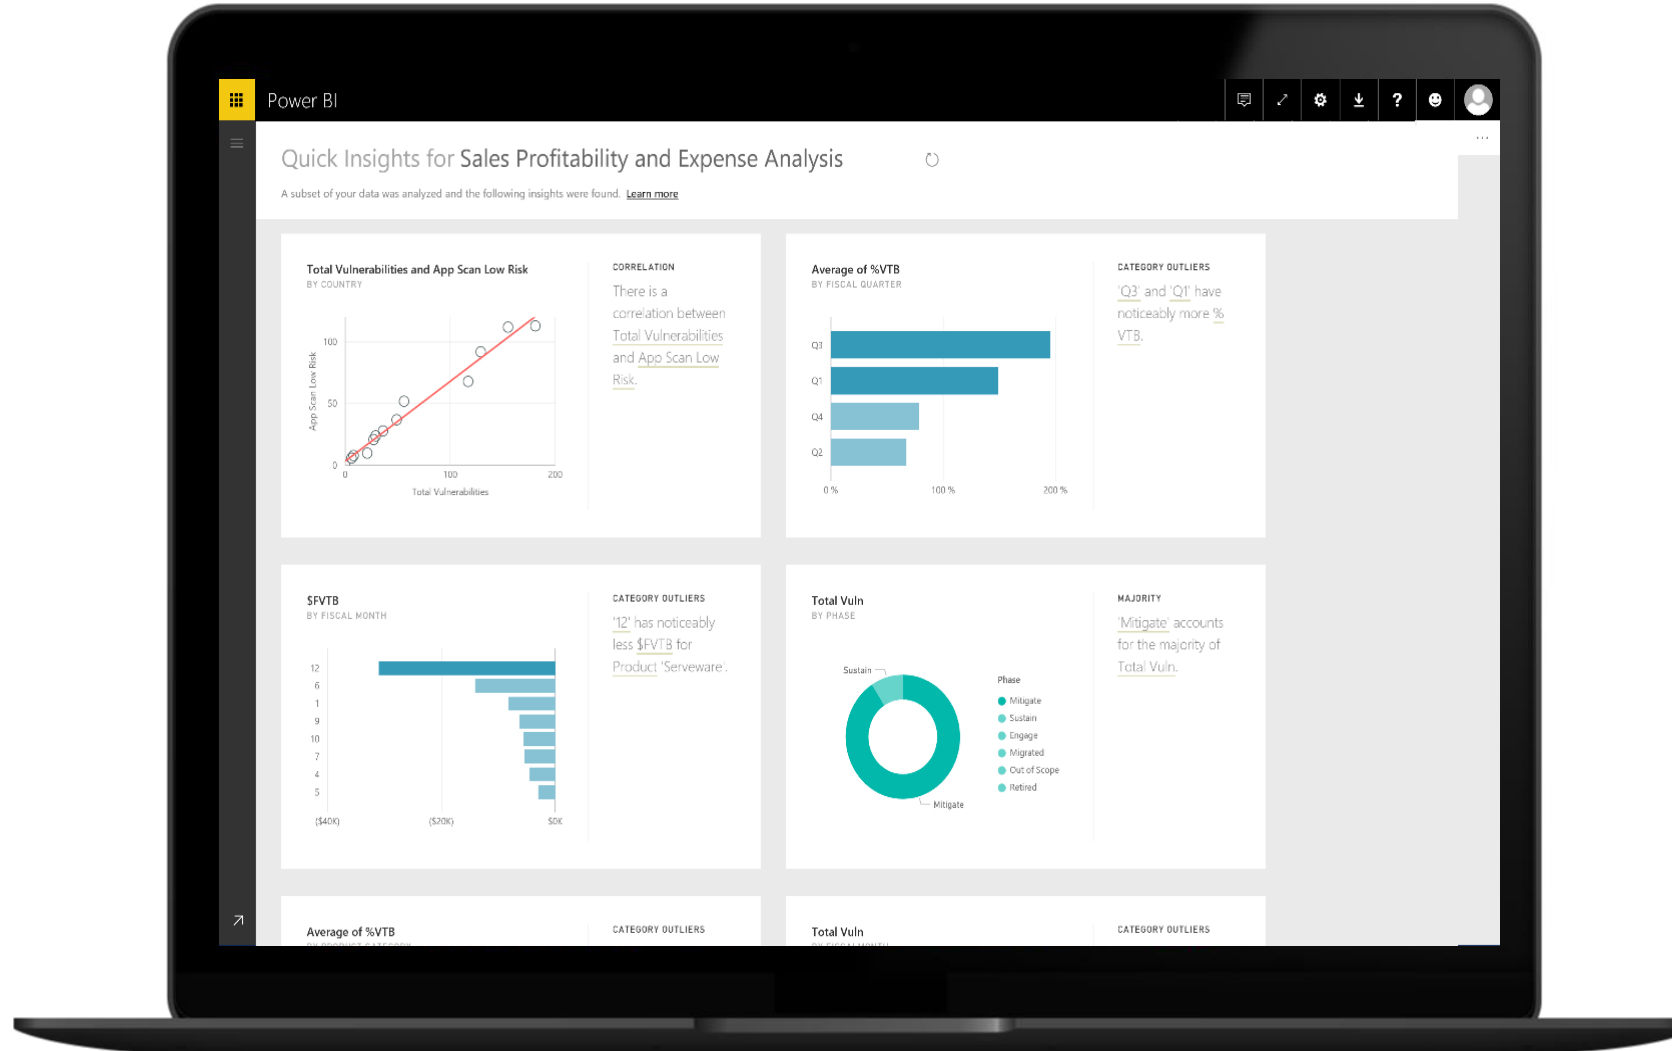 Power BI
Quick Insights for Sales Profitability and Expense Analysis
A subset of your data was analyzed and the following insights were found. Learn more
Total Vulnerabilities and App Scan Low Risk
BY COUNTRY
App Scan Low Risk
100
50
0
0 100 200
Total Vulnerabilities
CORRELATION
There is a
correlation between
Total Vulnerabilities
and App Scan Low
Risk.
Average of %VTB
BY FISCAL QUARTER
Q3
Q1
Q4
Q2
0 % 100 % 200 %
CATEGORY OUTLIERS
'Q3' and 'Q1' have
noticeably more %
VTB.
$FVTB
BY FISCAL MONTH
12
6
1
9
10
7
4
5
($40K) ($20K) $0K
CATEGORY OUTLIERS
'12' has noticeably
less $FVTB for
Product 'Serveware'.
Total Vuln
BY PHASE
Sustain
Mitigate
Phase
Mitigate
Sustain
Engage
Migrated
Out of Scope
Retired
MAJORITY
'Mitigate' accounts
for the majority of
Total Vuln.
Average of %VTB
BY PRODUCT CATEGORY
CATEGORY OUTLIERS
Total Vuln
BY FISCAL MONTH
CATEGORY OUTLIERS